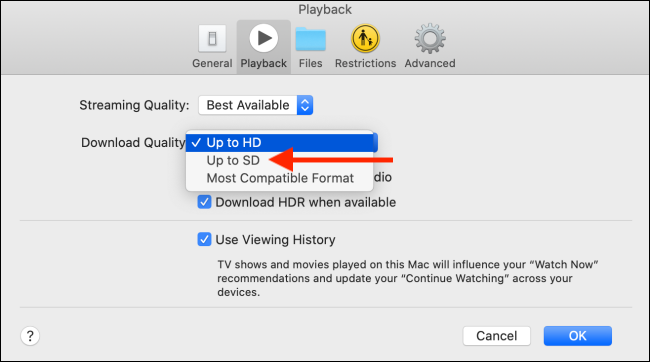 Playback
General Playback Files Restrictions Advanced
Streaming Quality: Best Available
Download Quality Up to HD
Up to SD
Most Compatible Format
Download HDR when available
Use Viewing History
TV shows and movies played on this Mac will influence your “Watch Now”
recommendations and update your “Continue Watching” across your
devices.
? Cancel OK